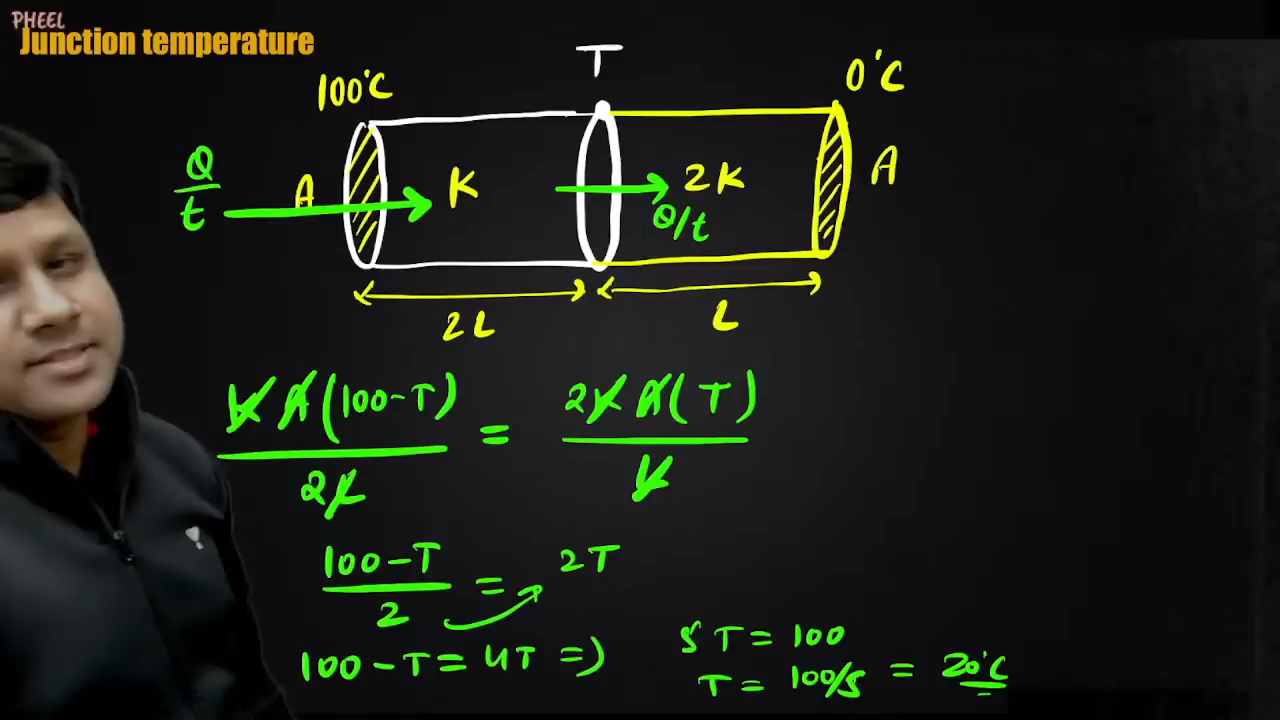 PHEEL
Junction temperature
T
100°C
0°C
Q/t
A
K
2K
A
Q/t
2L
L
KA(100-T)/2L = 2KA(T)/L
100-T/2 = 2T
100-T = 4T =>
5T = 100
T = 100/5 = 20°C